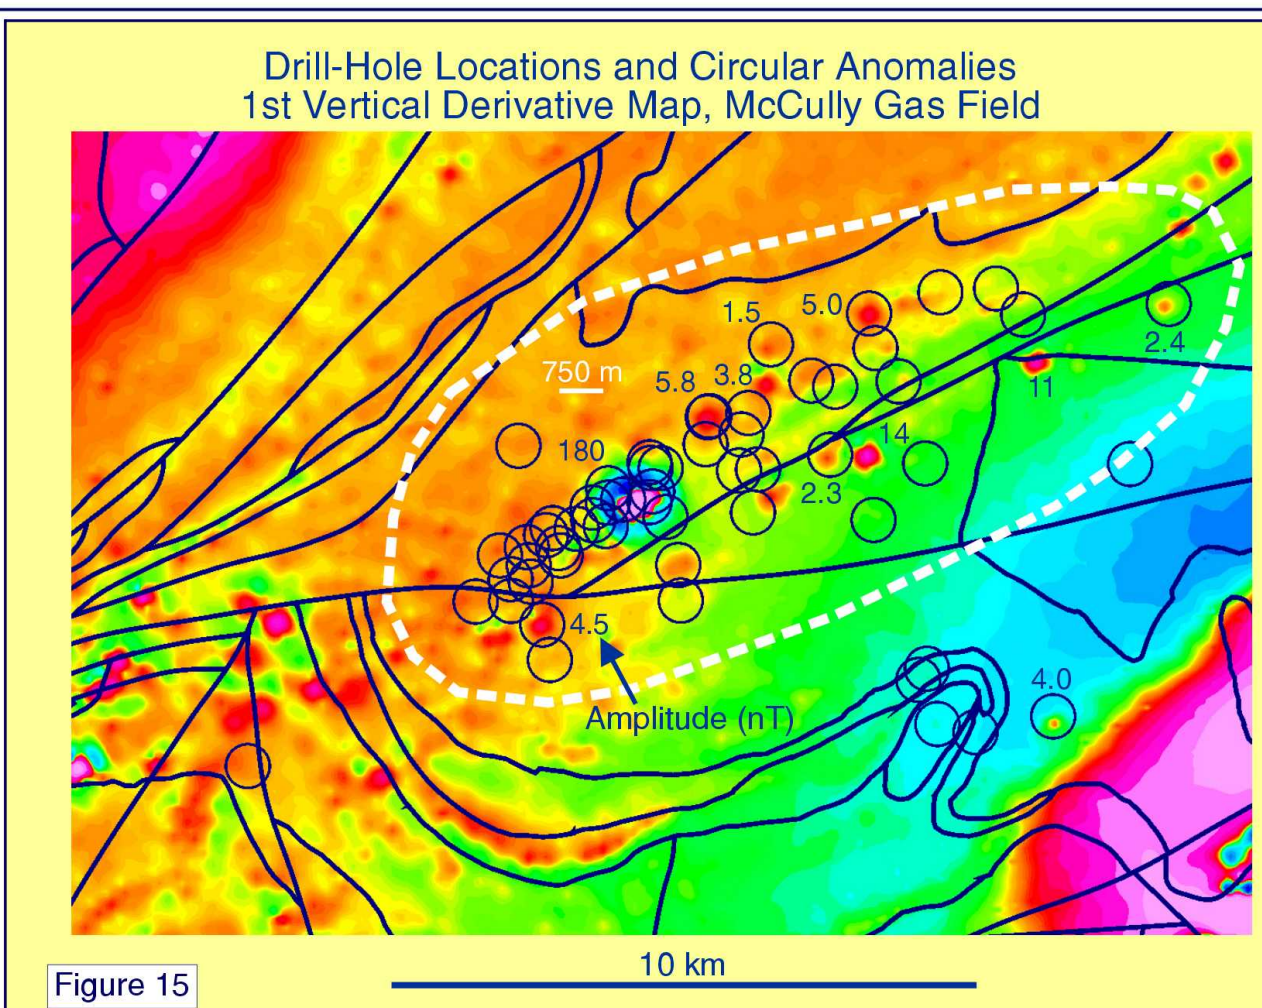 Drill-Hole Locations and Circular Anomalies
1st Vertical Derivative Map, McCully Gas Field
1.5
5.0
2.4
750 m
5.8
3.8
11
180
14
2.3
4.5
4.0
Amplitude (nT)
10 km
Figure 15